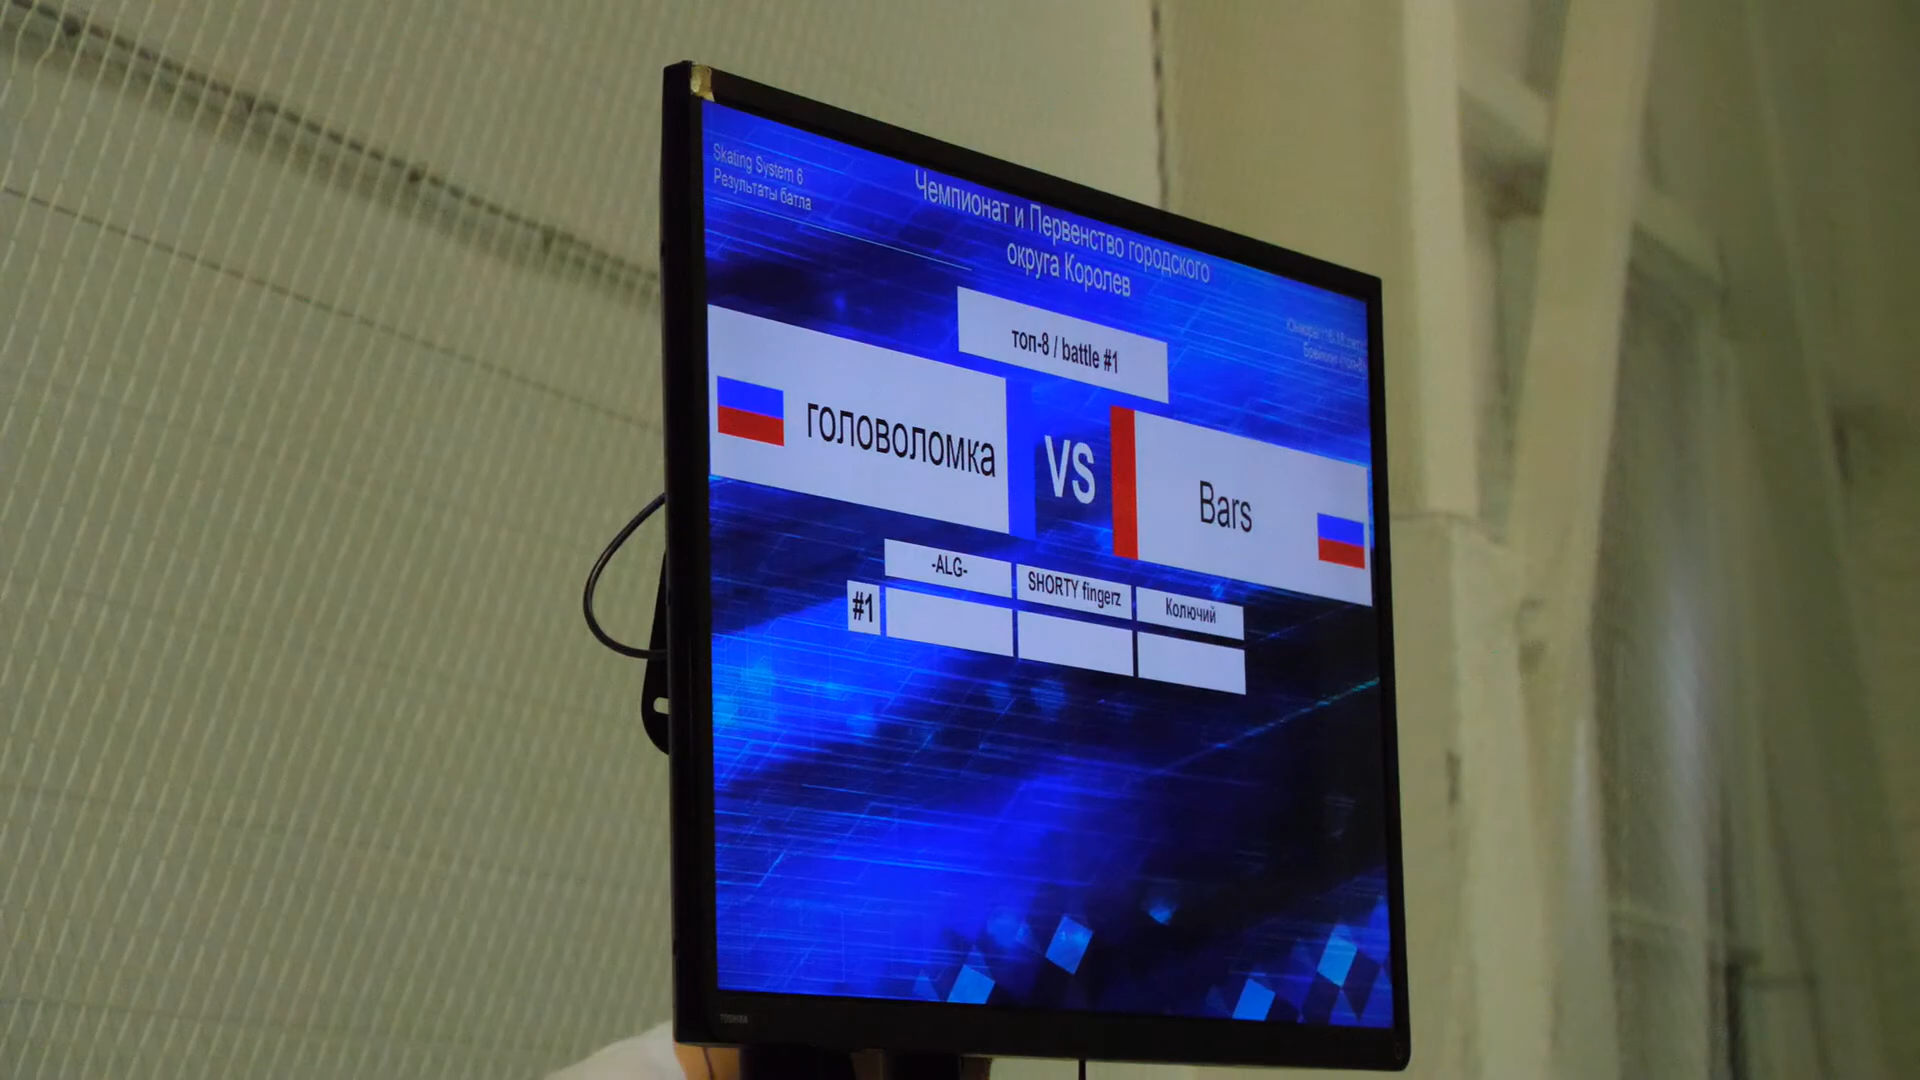 Skating System 6
Результаты батла
Чемпионат и Первенство городского
округа Королев
топ-8 / battle #1
головоломка
VS
Bars
-ALG-
SHORTY fingerz
Колючий
#1
TOSHIBA